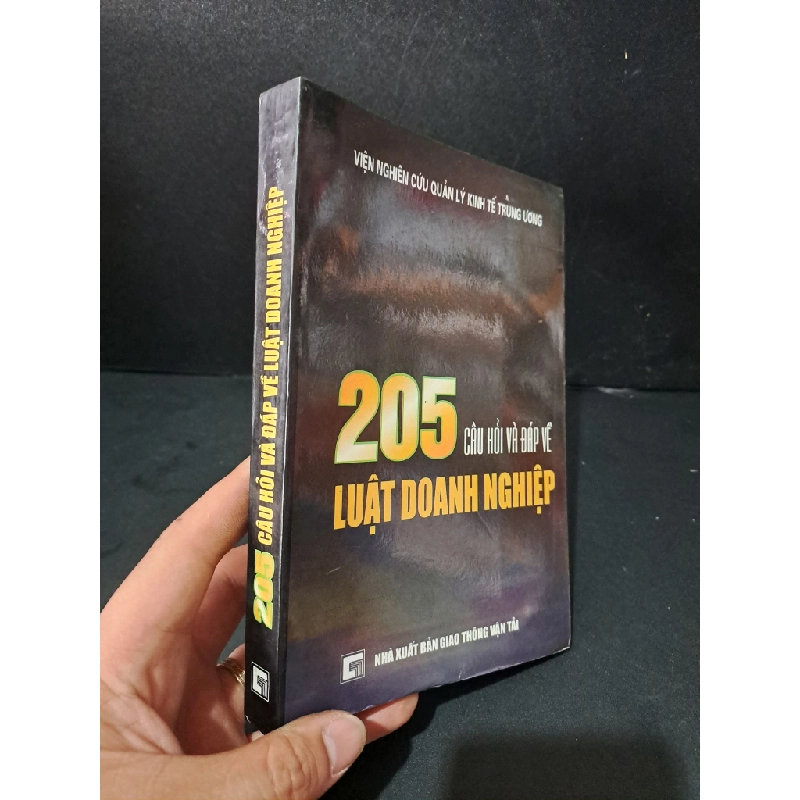 VIỆN NGHIÊN CỨU QUẢN LÝ KINH TẾ TRUNG ƯƠNG
205 CÂU HỎI VÀ ĐÁP VỀ
LUẬT DOANH NGHIỆP
NHÀ XUẤT BẢN GIAO THÔNG VẬN TẢI
205 CÂU HỎI VÀ ĐÁP VỀ LUẬT DOANH NGHIỆP